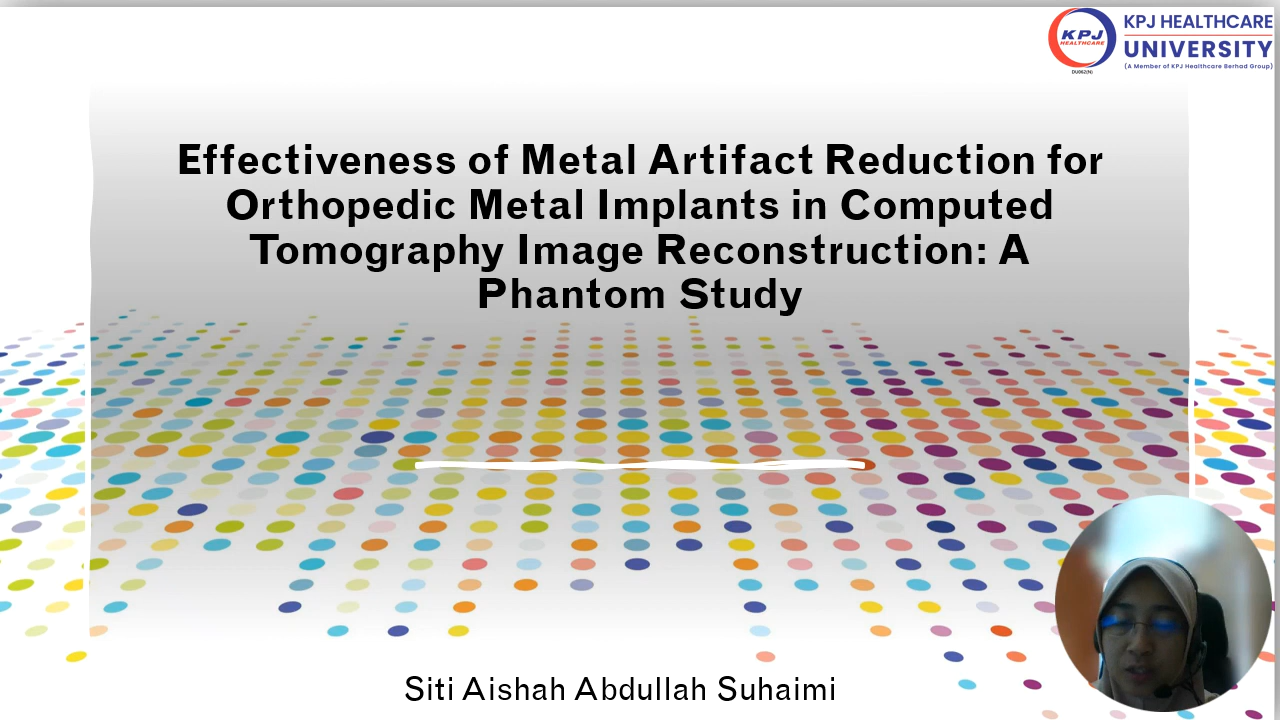 KPJ
HEALTHCARE
DU062(N)
KPJ HEALTHCARE
UNIVERSITY
(A Member of KPJ Healthcare Berhad Group)
Effectiveness of Metal Artifact Reduction for
Orthopedic Metal Implants in Computed
Tomography Image Reconstruction: A
Phantom Study
Siti Aishah Abdullah Suhaimi